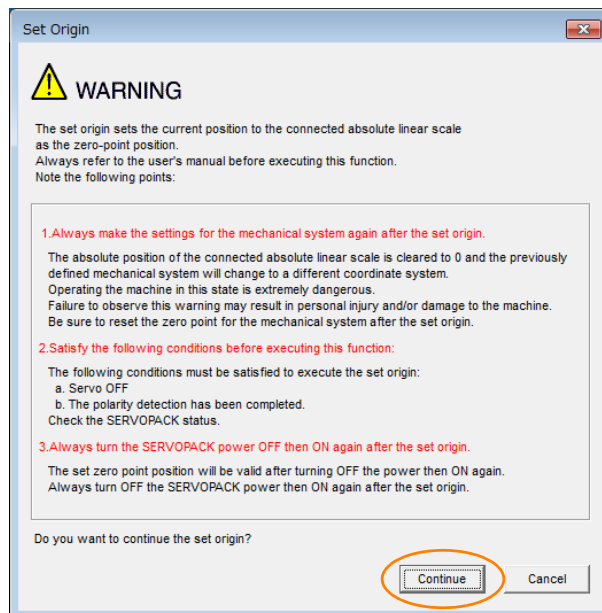 Set Origin
WARNING
The set origin sets the current position to the connected absolute linear scale
as the zero-point position.
Always refer to the user's manual before executing this function.
Note the following points:
1.Always make the settings for the mechanical system again after the set origin.
The absolute position of the connected absolute linear scale is cleared to 0 and the previously
defined mechanical system will change to a different coordinate system.
Operating the machine in this state is extremely dangerous.
Failure to observe this warning may result in personal injury and/or damage to the machine.
Be sure to reset the zero point for the mechanical system after the set origin.
2.Satisfy the following conditions before executing this function:
The following conditions must be satisfied to execute the set origin:
a. Servo OFF
b. The polarity detection has been completed.
Check the SERVOPACK status.
3.Always turn the SERVOPACK power OFF then ON again after the set origin.
The set zero point position will be valid after turning OFF the power then ON again.
Always turn OFF the SERVOPACK power then ON again after the set origin.
Do you want to continue the set origin?
Continue Cancel